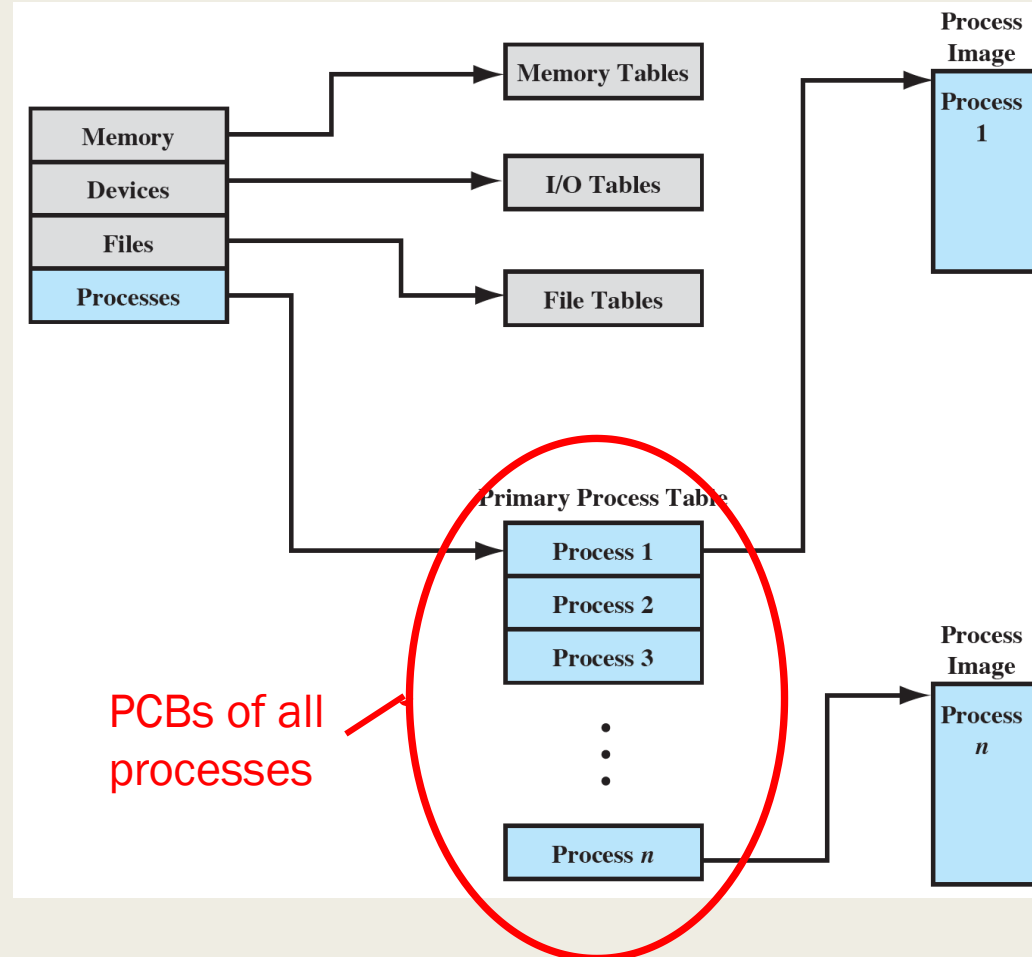 Process
Image
Memory Tables
Process
1
Memory
Devices
I/O Tables
Files
Processes
File Tables
Primary Process Table
Process 1
Process 2
Process 3
Process
Image
PCBs of all
processes
Process
n
Process n